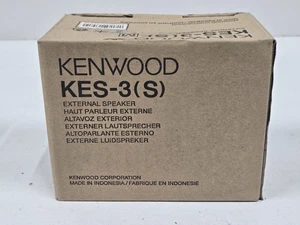 KENWOOD
KES-3(S)
EXTERNAL SPEAKER
HAUT PARLEUR EXTERNE
ALTAVOZ EXTERIOR
EXTERNER LAUTSPRECHER
ALTOPARLANTE ESTERNO
EXTERNE LUIDSPREKER
KENWOOD CORPORATION
MADE IN INDONESIA / FABRIQUE EN INDONESIE